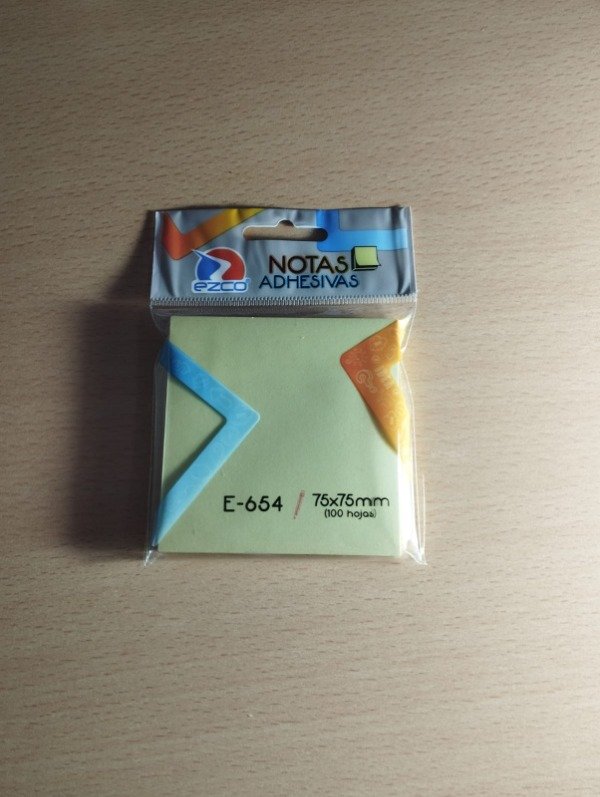 ezco
NOTAS
ADHESIVAS
E-654
75x75mm
(100 hojas)